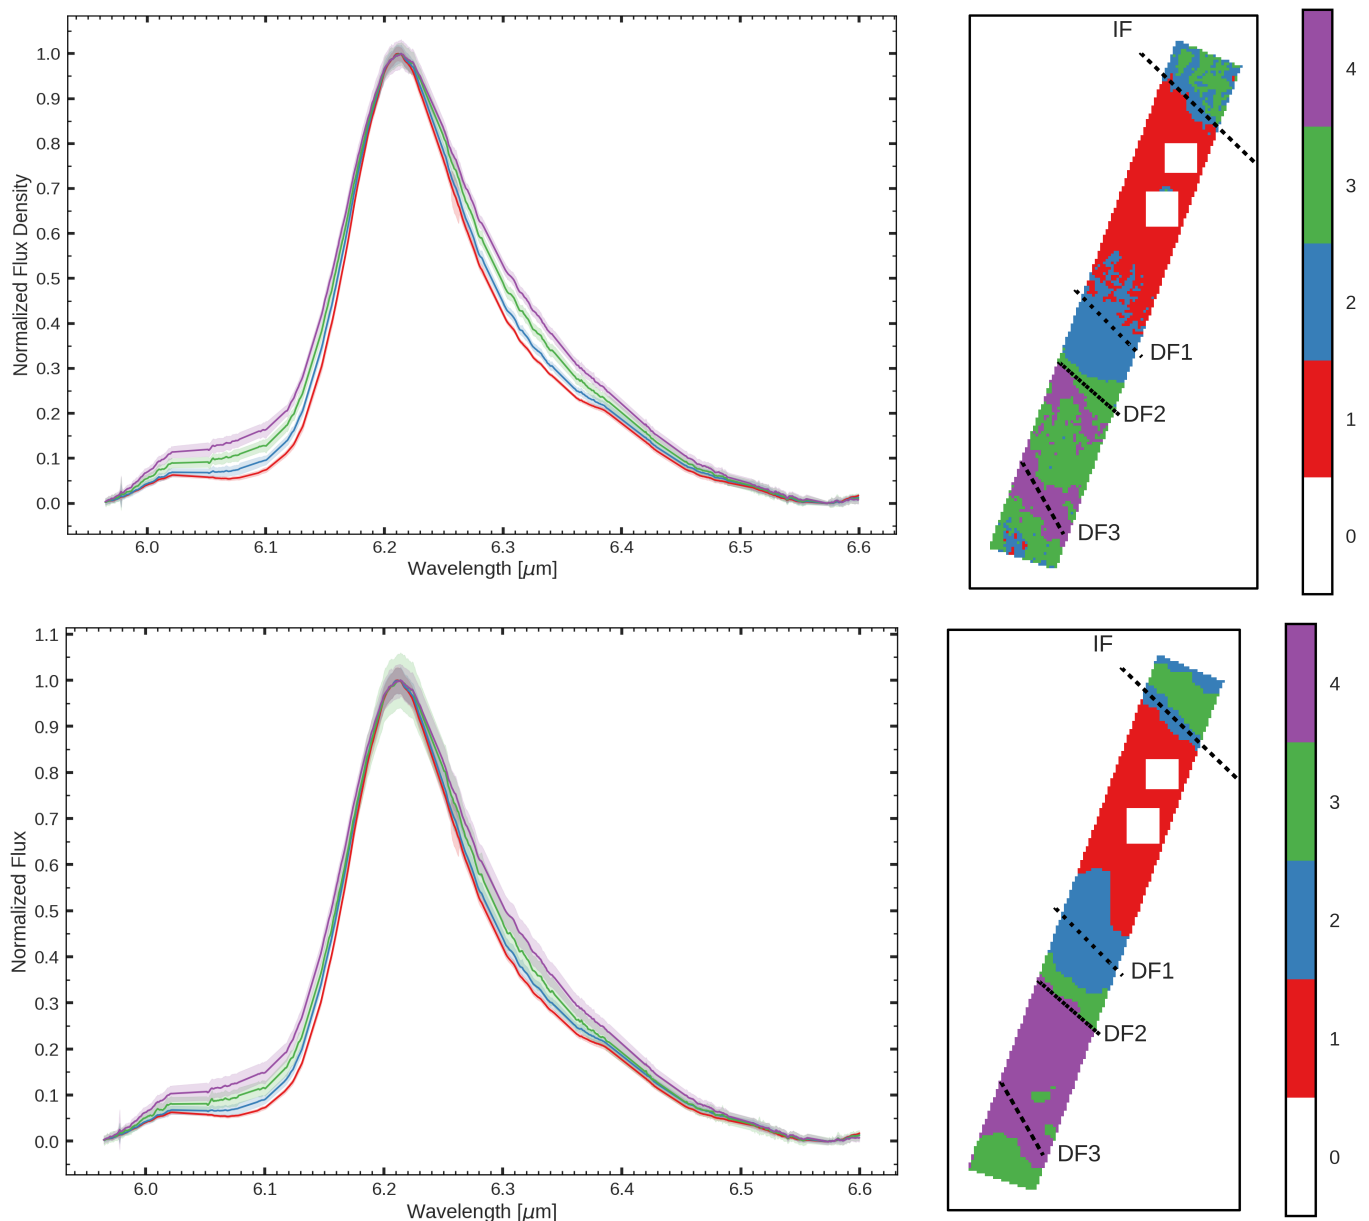 1.0
0.9
0.8
0.7
0.6
0.5
0.4
0.3
0.2
0.1
0.0
Normalized Flux Density
6.0 6.1 6.2 6.3 6.4 6.5 6.6
Wavelength [μm]
IF
DF1
DF2
DF3
4
3
2
1
0
1.1
1.0
0.9
0.8
0.7
0.6
0.5
0.4
0.3
0.2
0.1
0.0
Normalized Flux
6.0 6.1 6.2 6.3 6.4 6.5 6.6
Wavelength [μm]
IF
DF1
DF2
DF3
4
3
2
1
0